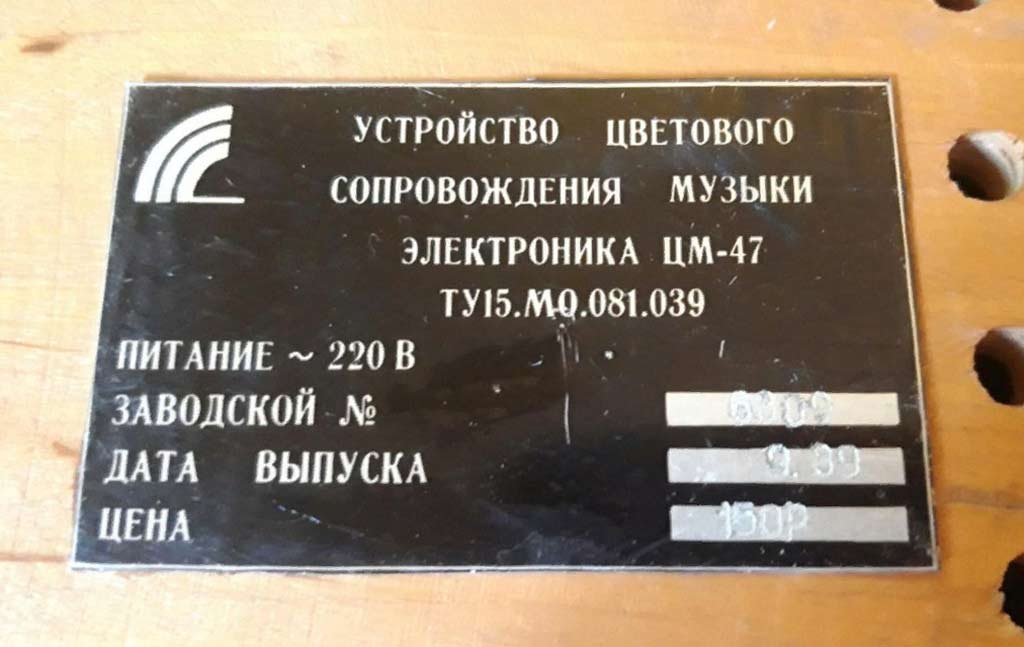 УСТРОЙСТВО ЦВЕТОВОГО
СОПРОВОЖДЕНИЯ МУЗЫКИ
ЭЛЕКТРОНИКА ЦМ-47
ТУ15.МО.081.039
ПИТАНИЕ ~ 220 В
ЗАВОДСКОЙ №
ДАТА ВЫПУСКА
ЦЕНА 150Р